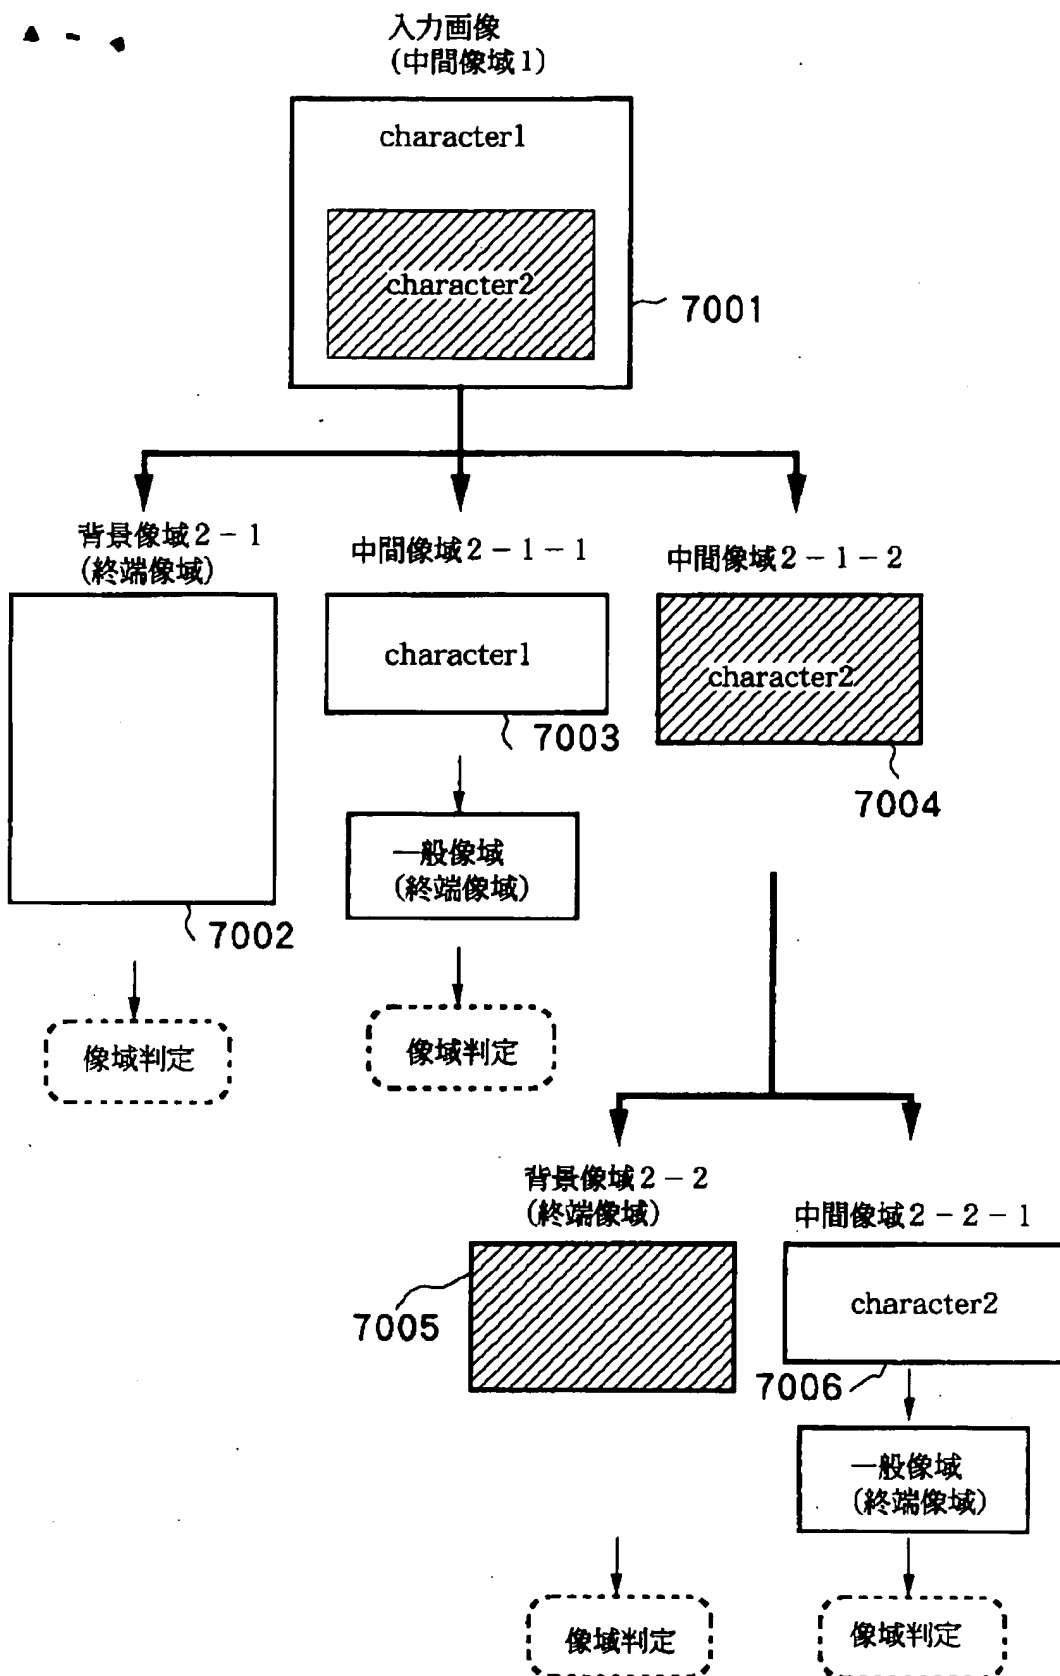 入力画像
(中間像域1)
character1
character2
7001
背景像域2-1
(終端像域)
中間像域2-1-1
中間像域2-1-2
character1
character2
7003
7004
一般像域
(終端像域)
7002
像域判定
像域判定
背景像域2-2
(終端像域)
中間像域2-2-1
character2
7005
7006
一般像域
(終端像域)
像域判定
像域判定